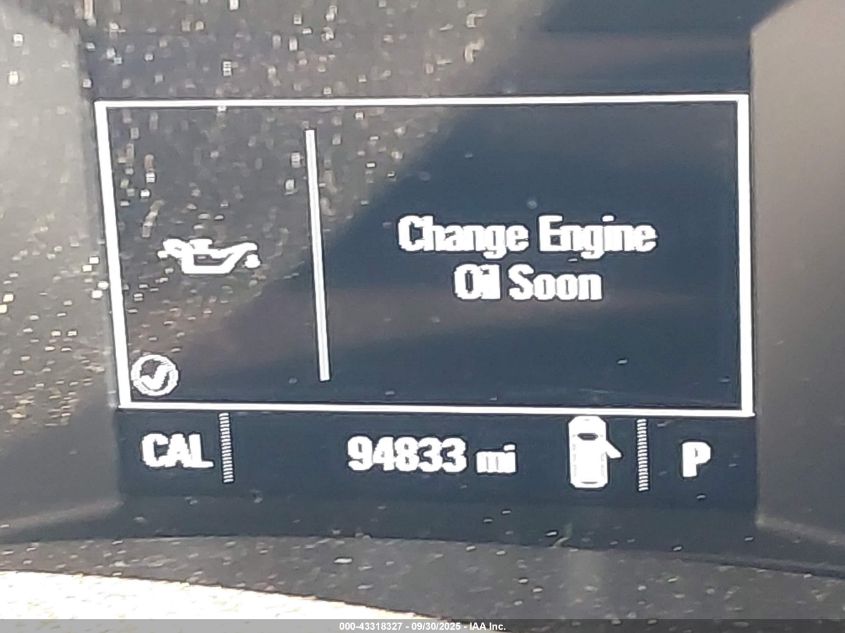 Change Engine
Oil Soon
CAL
94833 mi
P
000-43318327 - 09/30/2025 - IAA Inc.